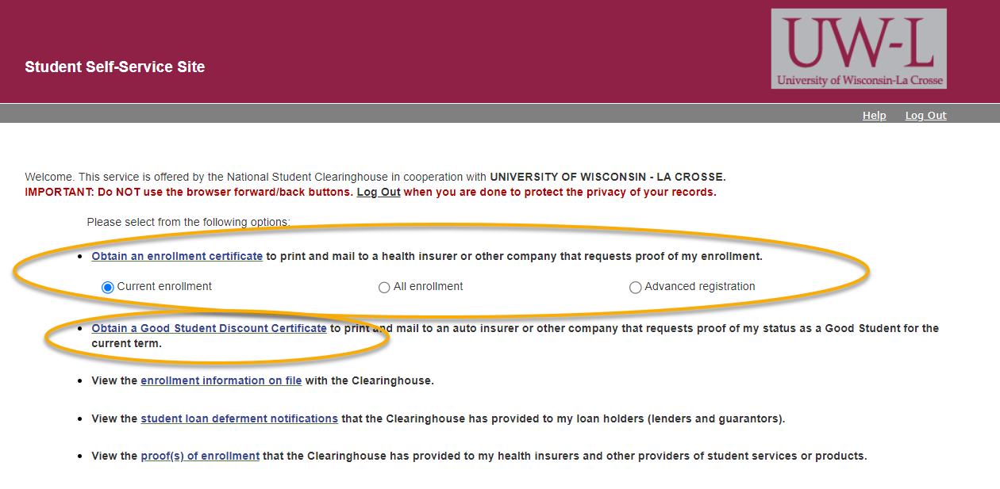 UW-L
University of Wisconsin-La Crosse
Student Self-Service Site
Help Log Out
Welcome. This service is offered by the National Student Clearinghouse in cooperation with UNIVERSITY OF WISCONSIN - LA CROSSE.
IMPORTANT: Do NOT use the browser forward/back buttons. Log Out when you are done to protect the privacy of your records.
Please select from the following options:
Obtain an enrollment certificate to print and mail to a health insurer or other company that requests proof of my enrollment.
Current enrollment All enrollment Advanced registration
Obtain a Good Student Discount Certificate to print and mail to an auto insurer or other company that requests proof of my status as a Good Student for the
current term.
View the enrollment information on file with the Clearinghouse.
View the student loan deferment notifications that the Clearinghouse has provided to my loan holders (lenders and guarantors).
View the proof(s) of enrollment that the Clearinghouse has provided to my health insurers and other providers of student services or products.